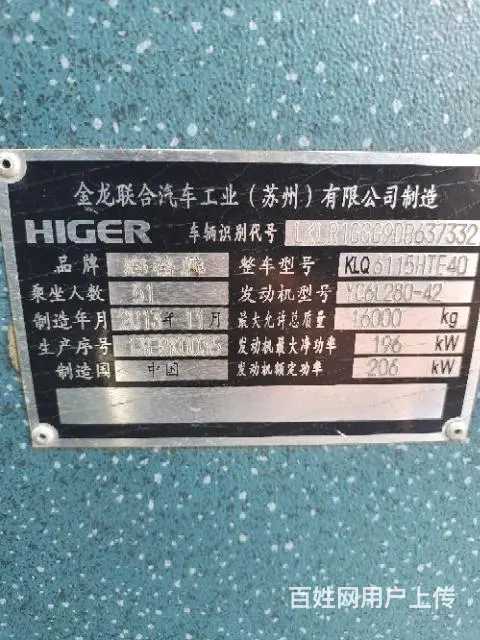 金龙联合汽车工业（苏州）有限公司制造
HIGER 车辆识别代号
品牌 整车型号 KLQ6115HTE40
乘坐人数 51 发动机型号 YC6L280-42
制造年月 年 11月 最大允许总质量 16000 kg
生产序号 发动机最大净功率 196 kW
制造国 中国 发动机额定功率 206 kW
百姓网用户上传